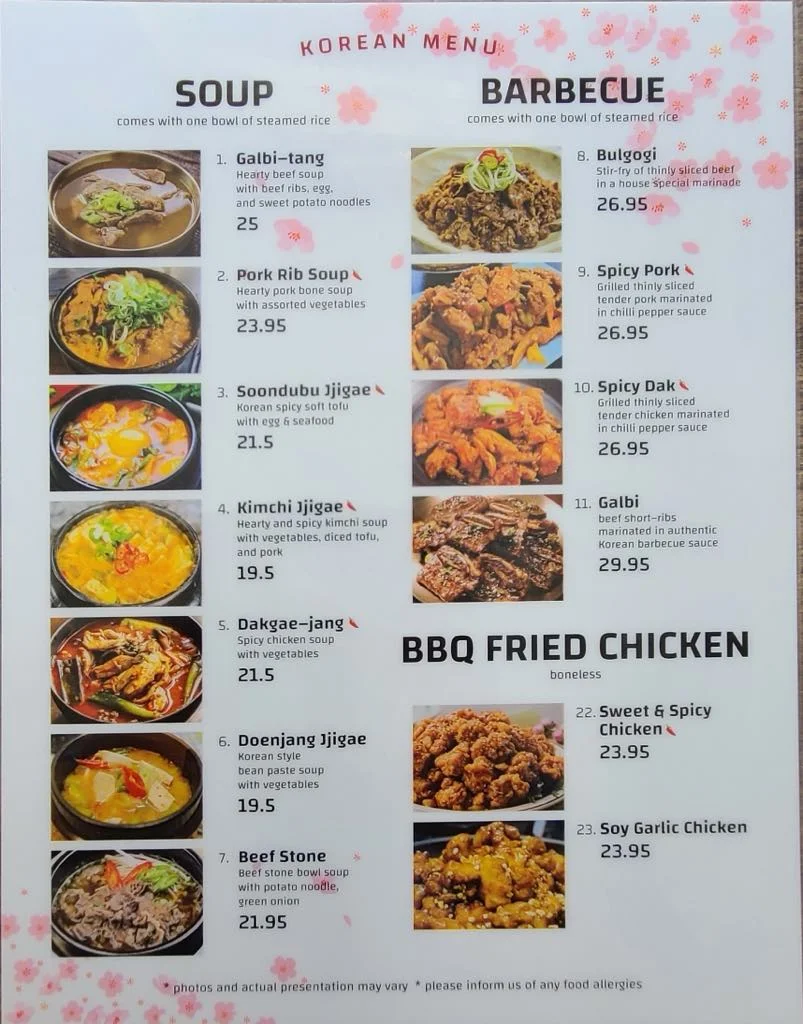 KOREAN MENU
SOUP
comes with one bowl of steamed rice
1. Galbi-tang
Hearty beef soup
with beef ribs, egg,
and sweet potato noodles
25
2. Pork Rib Soup
Hearty pork bone soup
with assorted vegetables
23.95
3. Soondubu Jjigae
Korean spicy soft tofu
with egg & seafood
21.5
4. Kimchi Jjigae
Hearty and spicy kimchi soup
with vegetables, diced tofu,
and pork
19.5
5. Dakgae-jang
Spicy chicken soup
with vegetables
21.5
6. Doenjang Jjigae
Korean style
bean paste soup
with vegetables
19.5
7. Beef Stone
Beef stone bowl soup
with potato noodle,
green onion
21.95
BARBECUE
comes with one bowl of steamed rice
8. Bulgogi
Stir-fry of thinly sliced beef
in a house special marinade
26.95
9. Spicy Pork
Grilled thinly sliced
tender pork marinated
in chilli pepper sauce
26.95
10. Spicy Dak
Grilled thinly sliced
tender chicken marinated
in chilli pepper sauce
26.95
11. Galbi
beef short-ribs
marinated in authentic
Korean barbecue sauce
29.95
BBQ FRIED CHICKEN
boneless
22. Sweet & Spicy
Chicken
23.95
23. Soy Garlic Chicken
23.95
* photos and actual presentation may vary * please inform us of any food allergies